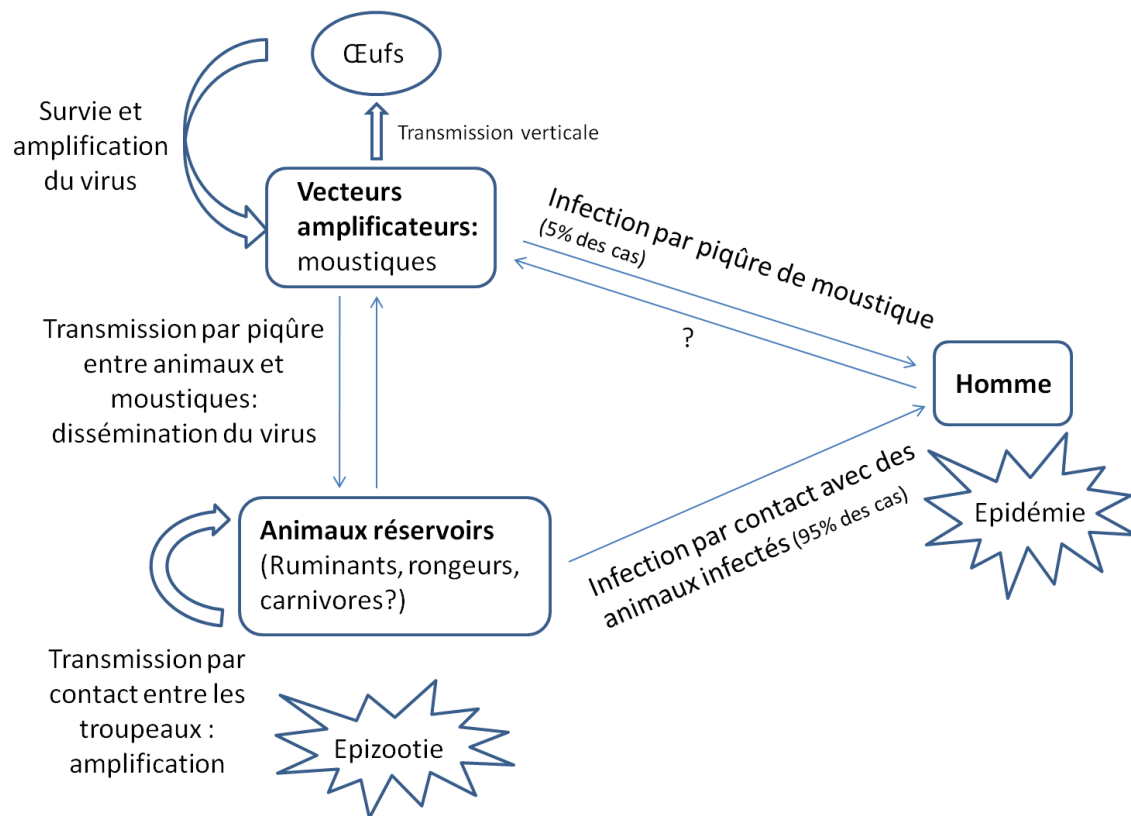 Œufs
Survie et
amplification
du virus
Transmission verticale
Vecteurs
amplificateurs:
moustiques
Infection par piqûre de moustique
(5% des cas)
?
Transmission par piqûre
entre animaux et
moustiques:
dissémination du virus
Homme
Epidémie
Infection par contact avec des
animaux infectés (95% des cas)
Animaux réservoirs
(Ruminants, rongeurs,
carnivores?)
Transmission par
contact entre les
troupeaux :
amplification
Epizootie